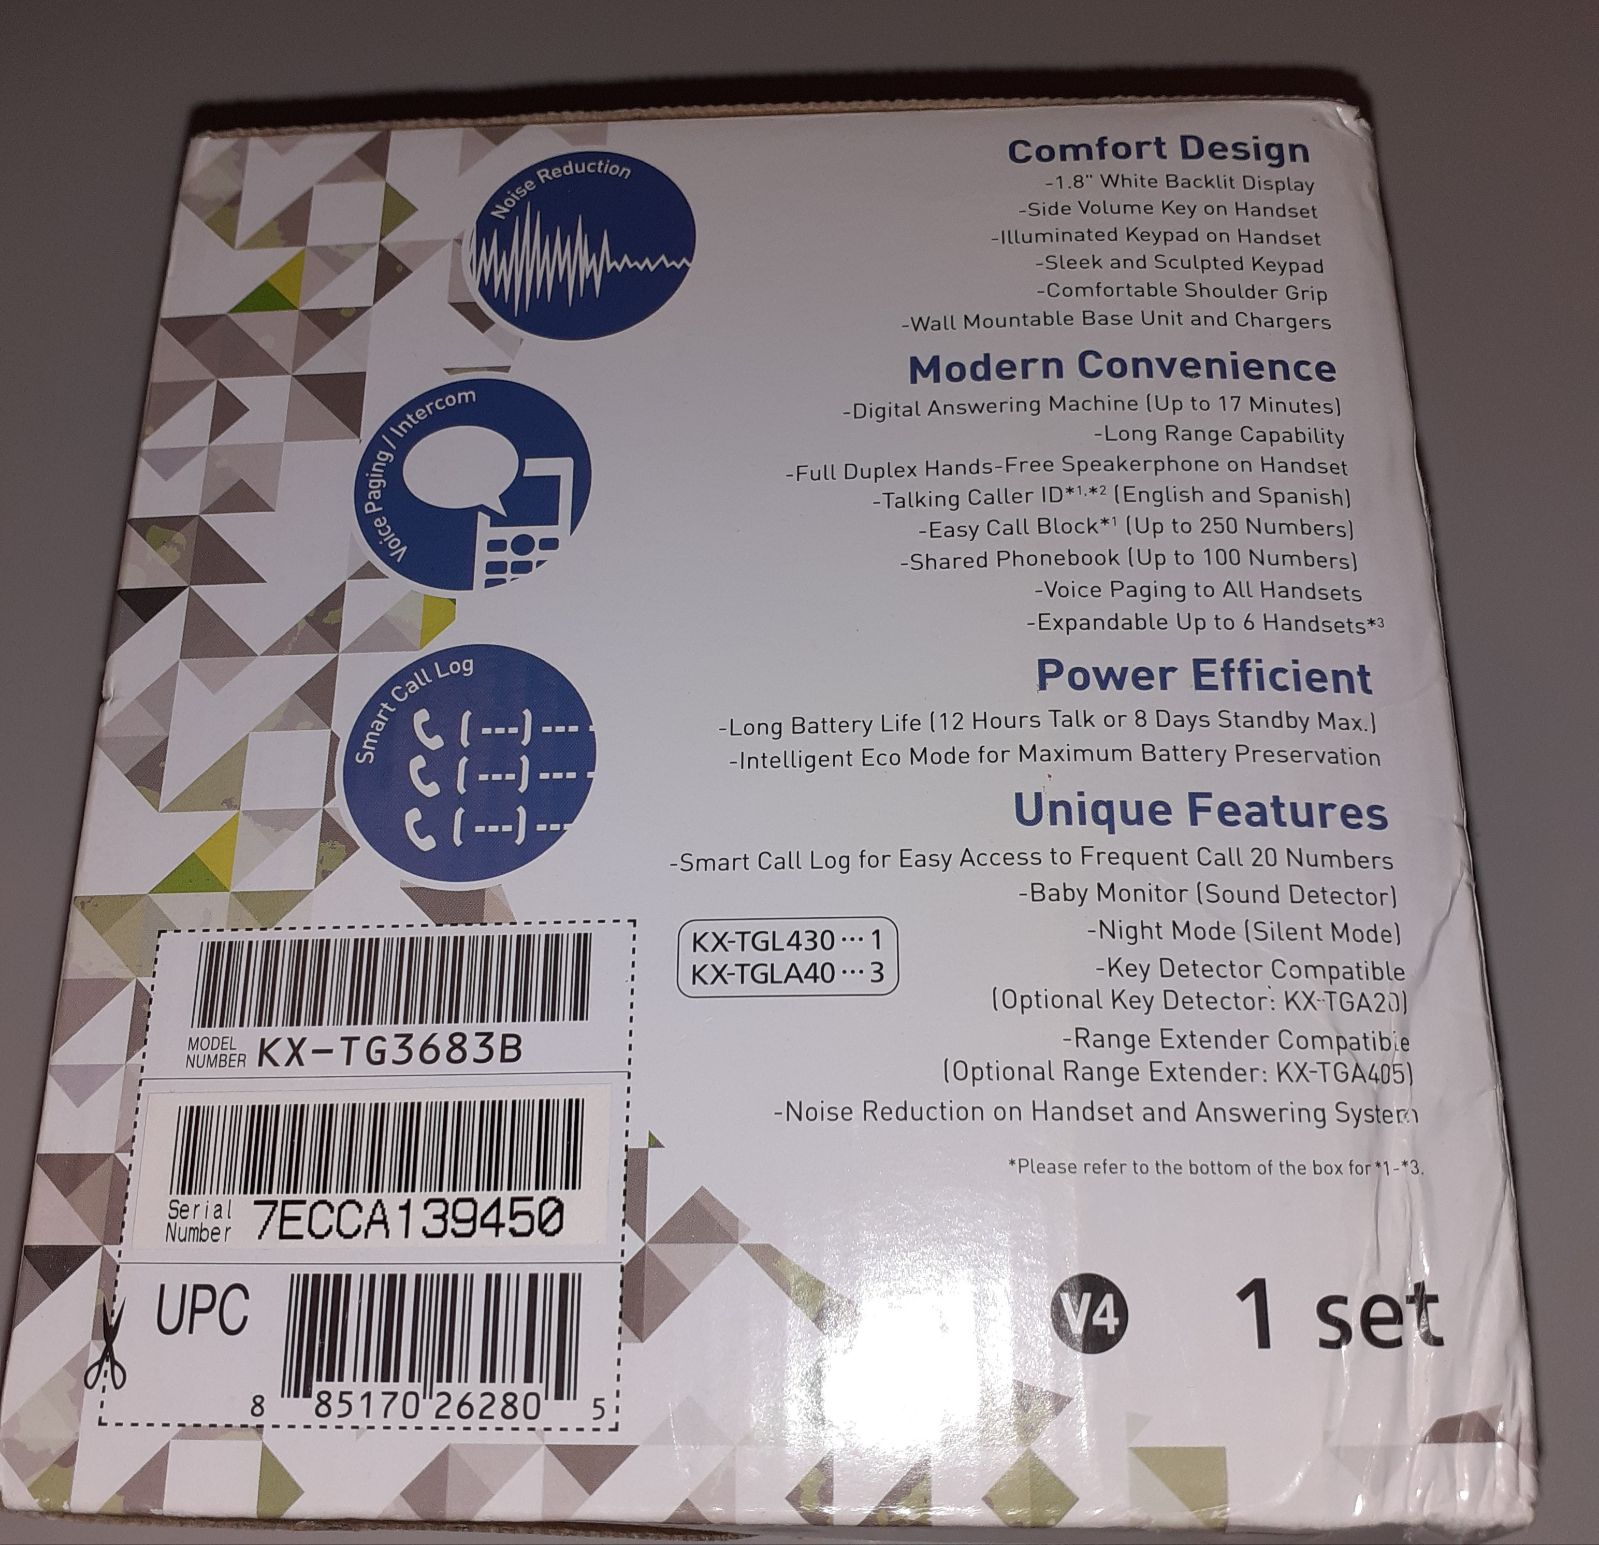 Noise Reduction
Voice Paging / Intercom
Smart Call Log
( --- ) --- -
( --- ) --- -
( --- ) ---
Comfort Design
-1.8" White Backlit Display
-Side Volume Key on Handset
-Illuminated Keypad on Handset
-Sleek and Sculpted Keypad
-Comfortable Shoulder Grip
-Wall Mountable Base Unit and Chargers
Modern Convenience
-Digital Answering Machine (Up to 17 Minutes)
-Long Range Capability
-Full Duplex Hands-Free Speakerphone on Handset
-Talking Caller ID*1,*2 (English and Spanish)
-Easy Call Block*1 (Up to 250 Numbers)
-Shared Phonebook (Up to 100 Numbers)
-Voice Paging to All Handsets
-Expandable Up to 6 Handsets*3
Power Efficient
-Long Battery Life (12 Hours Talk or 8 Days Standby Max.)
-Intelligent Eco Mode for Maximum Battery Preservation
Unique Features
-Smart Call Log for Easy Access to Frequent Call 20 Numbers
-Baby Monitor (Sound Detector)
-Night Mode (Silent Mode)
-Key Detector Compatible
(Optional Key Detector: KX-TGA20)
-Range Extender Compatible
(Optional Range Extender: KX-TGA405)
-Noise Reduction on Handset and Answering System
*Please refer to the bottom of the box for *1-*3.
KX-TGL430 ··· 1
KX-TGLA40 ··· 3
MODEL NUMBER KX-TG3683B
Serial Number 7ECCA139450
UPC
8 85170 26280 5
V4
1 set